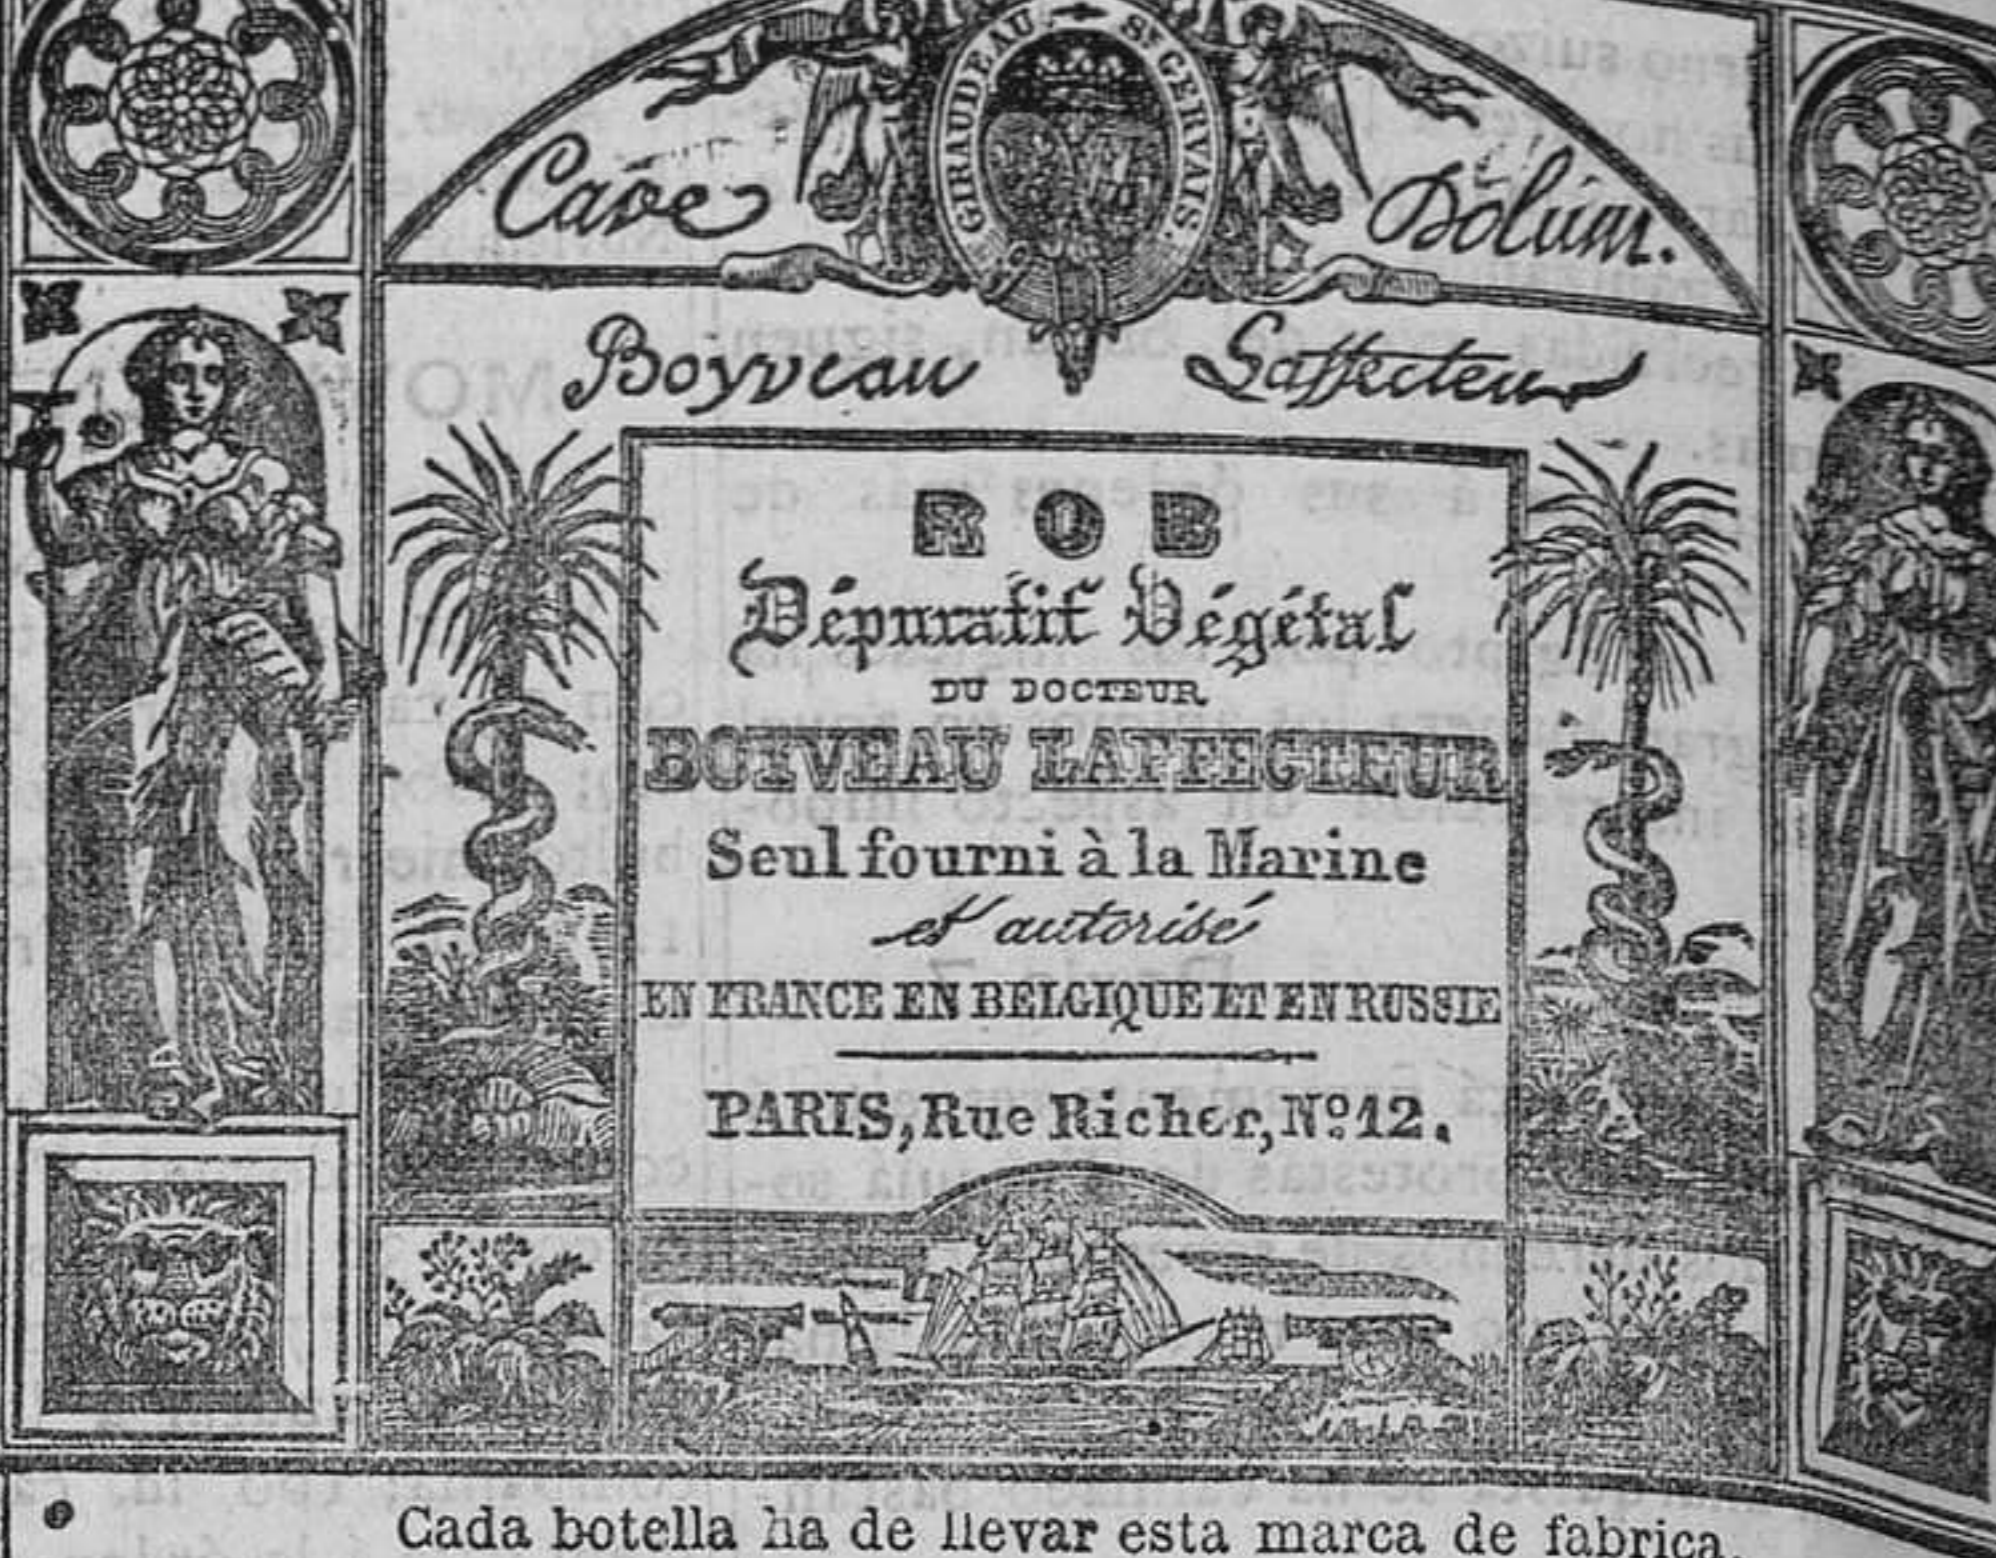 GIRAUDEAU St GERVAIS.
Cave Dolum.
Boyveau Laffecteur
ROB
Dépuratif Végétal
DU DOCTEUR
BOYVEAU LAFFECTEUR
Seul fourni à la Marine
et autorisé
EN FRANCE EN BELGIQUE ET EN RUSSIE
PARIS, Rue Richer, Nº 12.
Cada botella ha de llevar esta marca de fabrica.